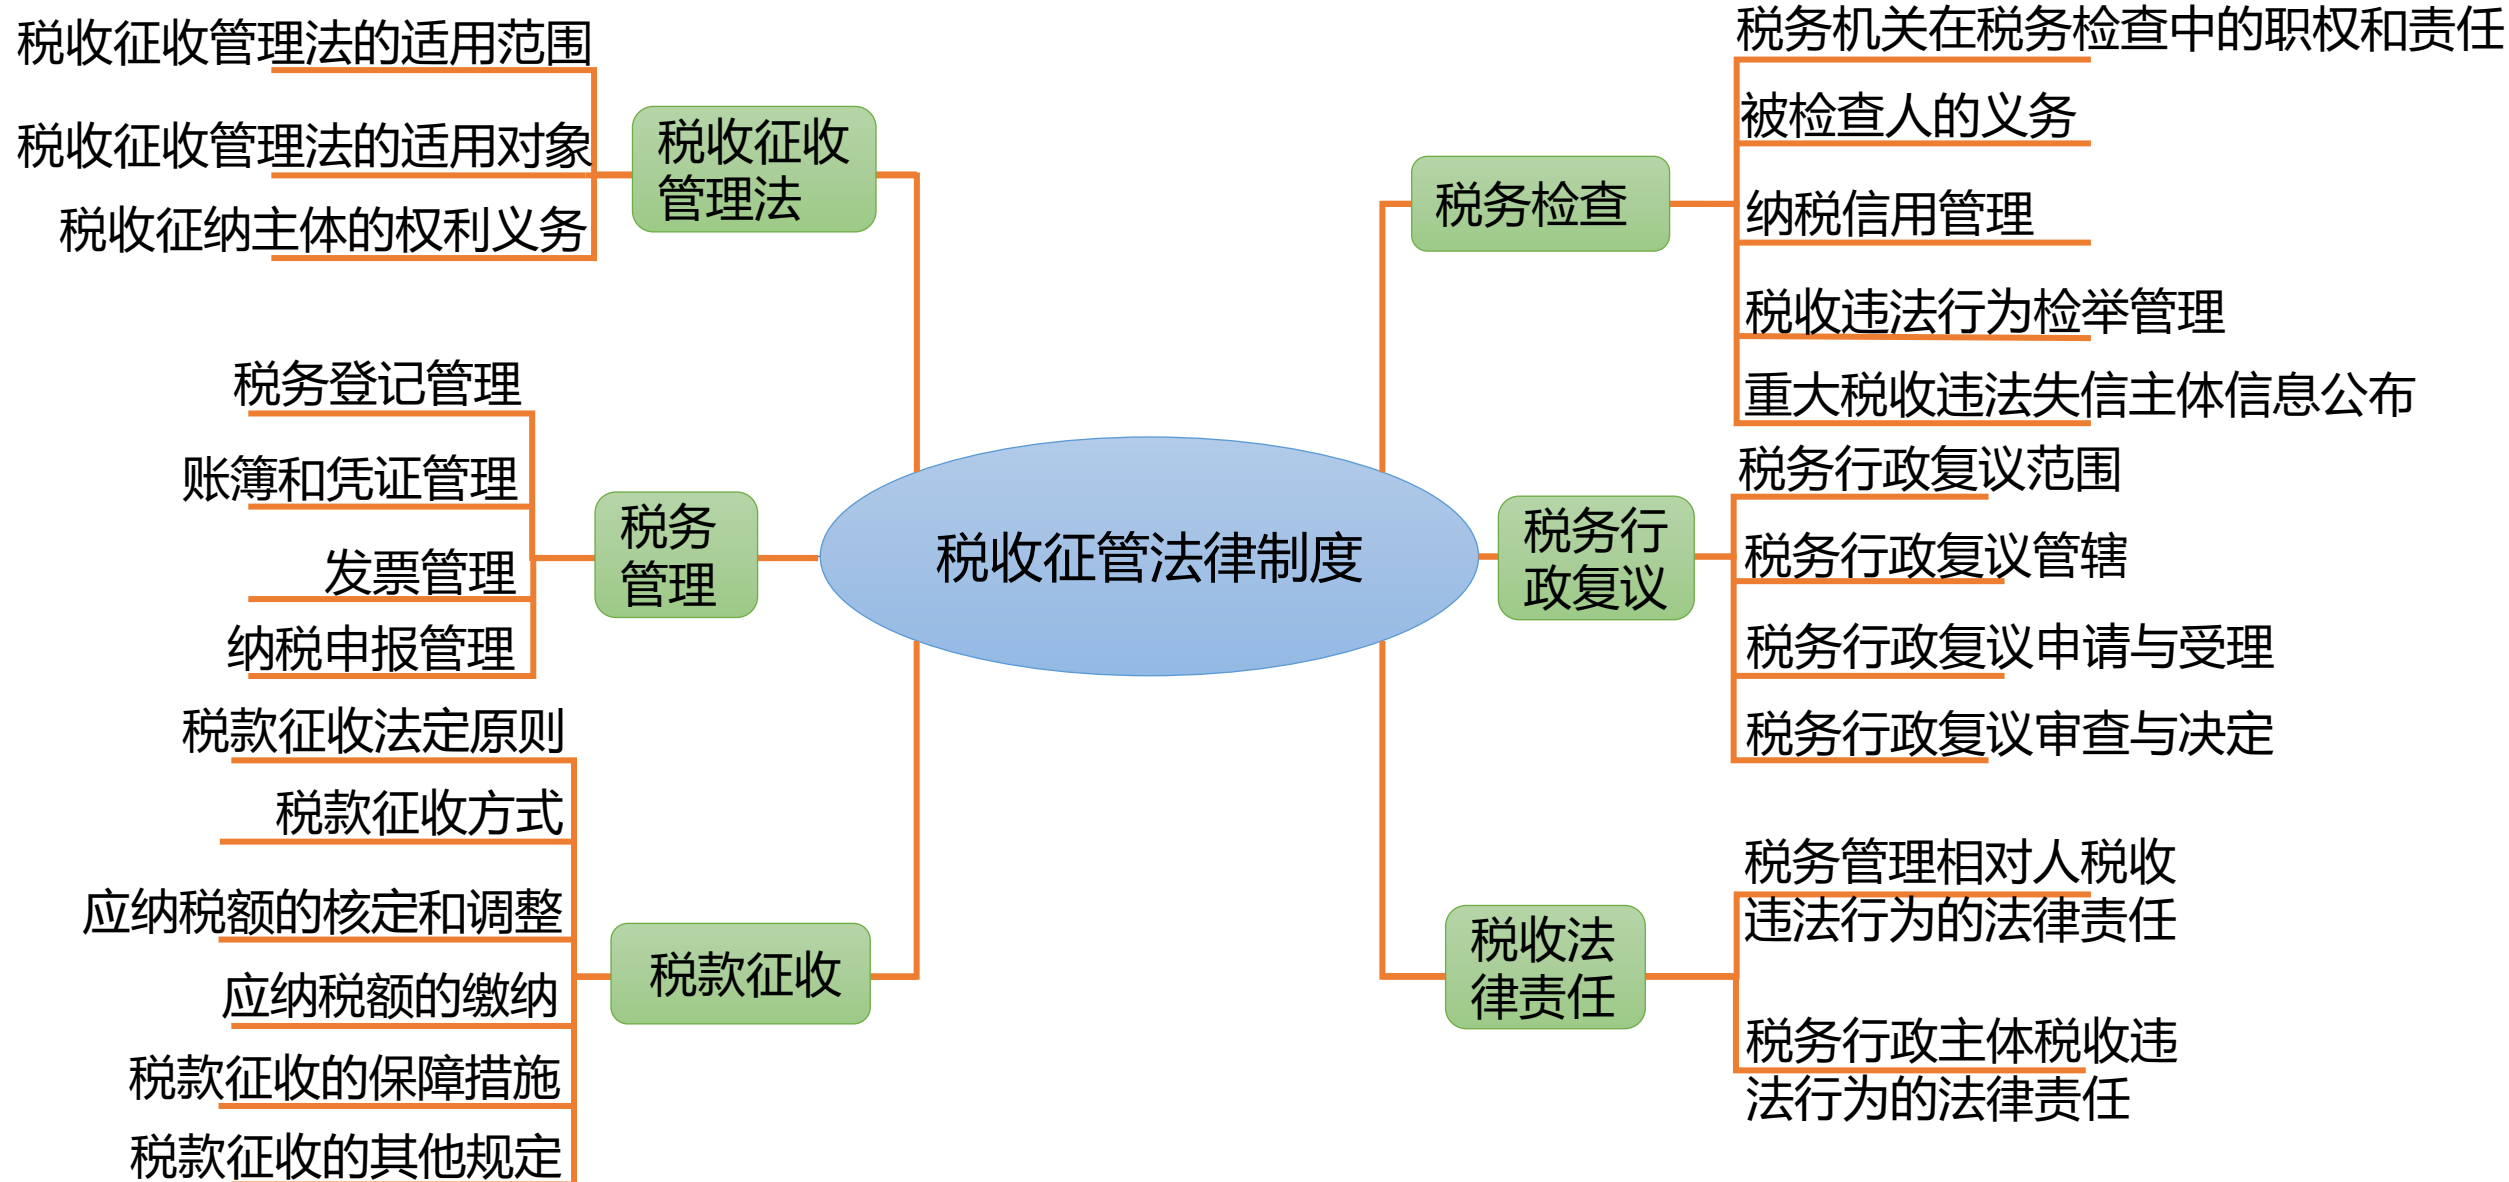 税收征收管理法的适用范围
税收征收管理法的适用对象
税收征纳主体的权利义务
税收征收
管理法
税务登记管理
账簿和凭证管理
发票管理
纳税申报管理
税务
管理
税款征收法定原则
税款征收方式
应纳税额的核定和调整
应纳税额的缴纳
税款征收的保障措施
税款征收的其他规定
税款征收
税收征管法律制度
税务检查
税务机关在税务检查中的职权和责任
被检查人的义务
纳税信用管理
税收违法行为检举管理
重大税收违法失信主体信息公布
税务行
政复议
税务行政复议范围
税务行政复议管辖
税务行政复议申请与受理
税务行政复议审查与决定
税收法
律责任
税务管理相对人税收
违法行为的法律责任
税务行政主体税收违
法行为的法律责任